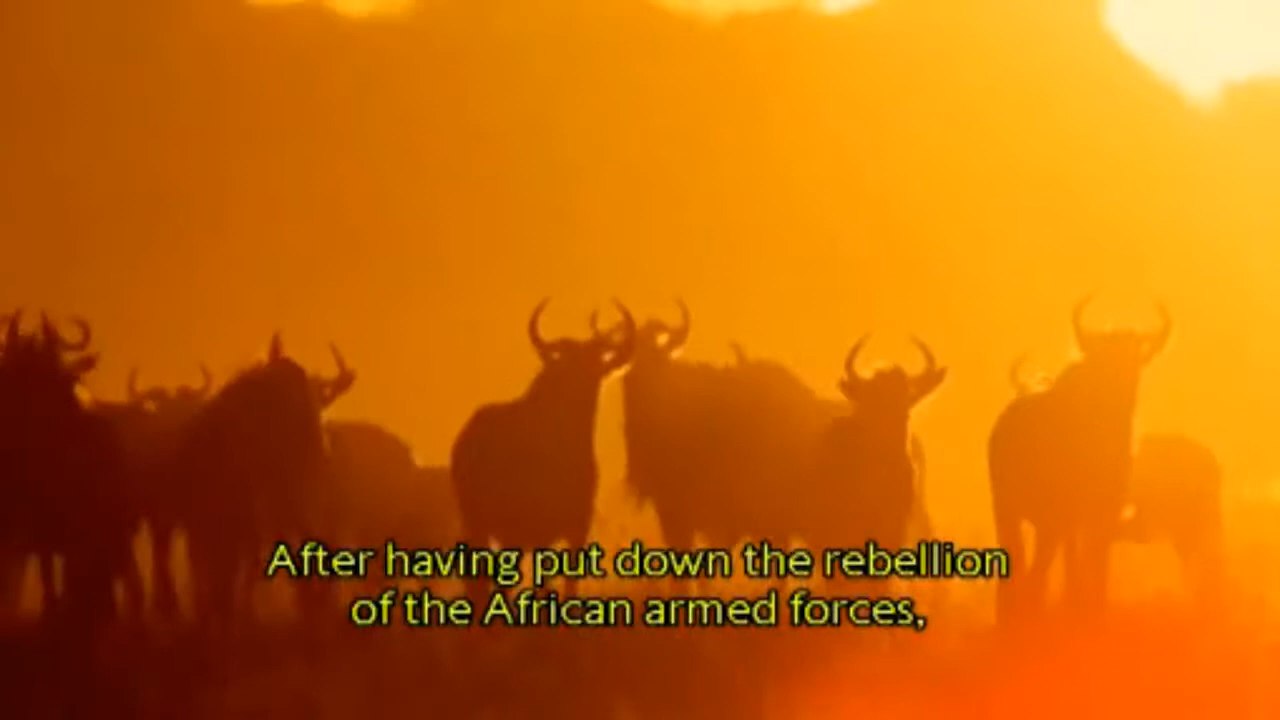 After having put down the rebellion
of the African armed forces,